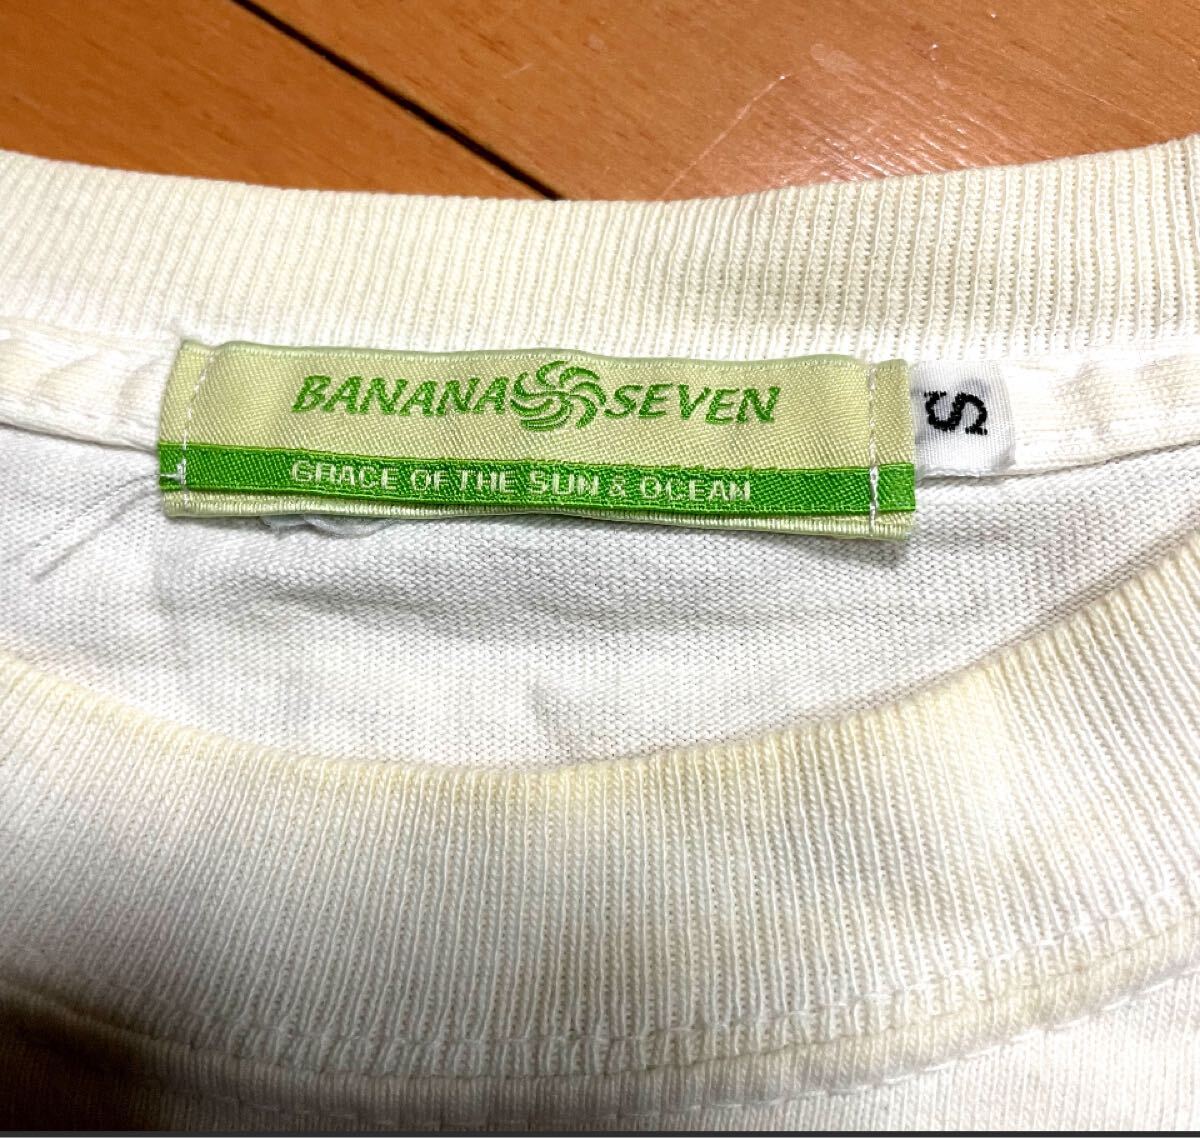 BANANA SEVEN
GRACE OF THE SUN & OCEAN
S